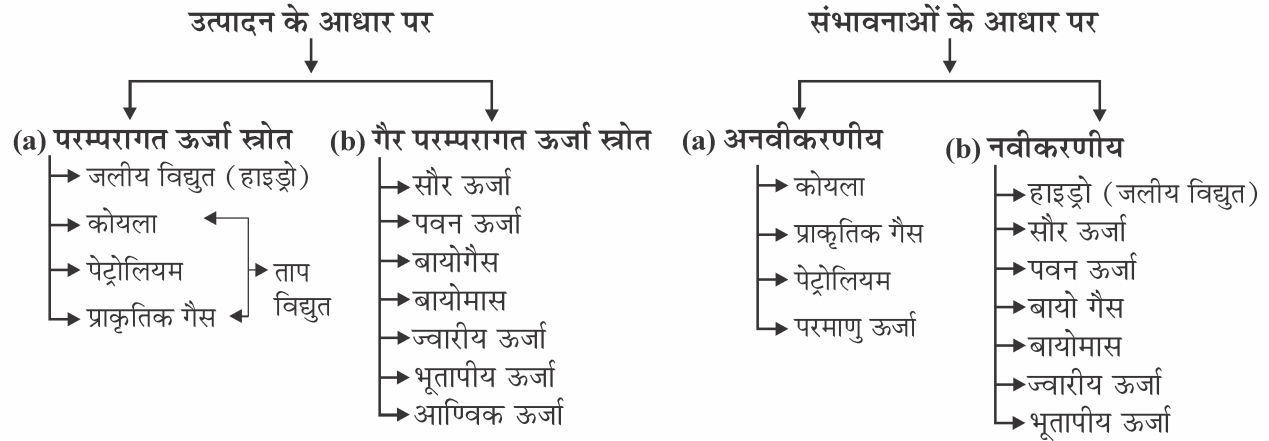 उत्पादन के आधार पर
(a) परम्परागत ऊर्जा स्त्रोत
जलीय विद्युत (हाइड्रो)
कोयला
पेट्रोलियम
प्राकृतिक गैस
ताप
विद्युत
(b) गैर परम्परागत ऊर्जा स्त्रोत
सौर ऊर्जा
पवन ऊर्जा
बायोगैस
बायोमास
ज्वारीय ऊर्जा
भूतापीय ऊर्जा
आण्विक ऊर्जा
संभावनाओं के आधार पर
(a) अनवीकरणीय
कोयला
प्राकृतिक गैस
पेट्रोलियम
परमाणु ऊर्जा
(b) नवीकरणीय
हाइड्रो (जलीय विद्युत)
सौर ऊर्जा
पवन ऊर्जा
बायो गैस
बायोमास
ज्वारीय ऊर्जा
भूतापीय ऊर्जा